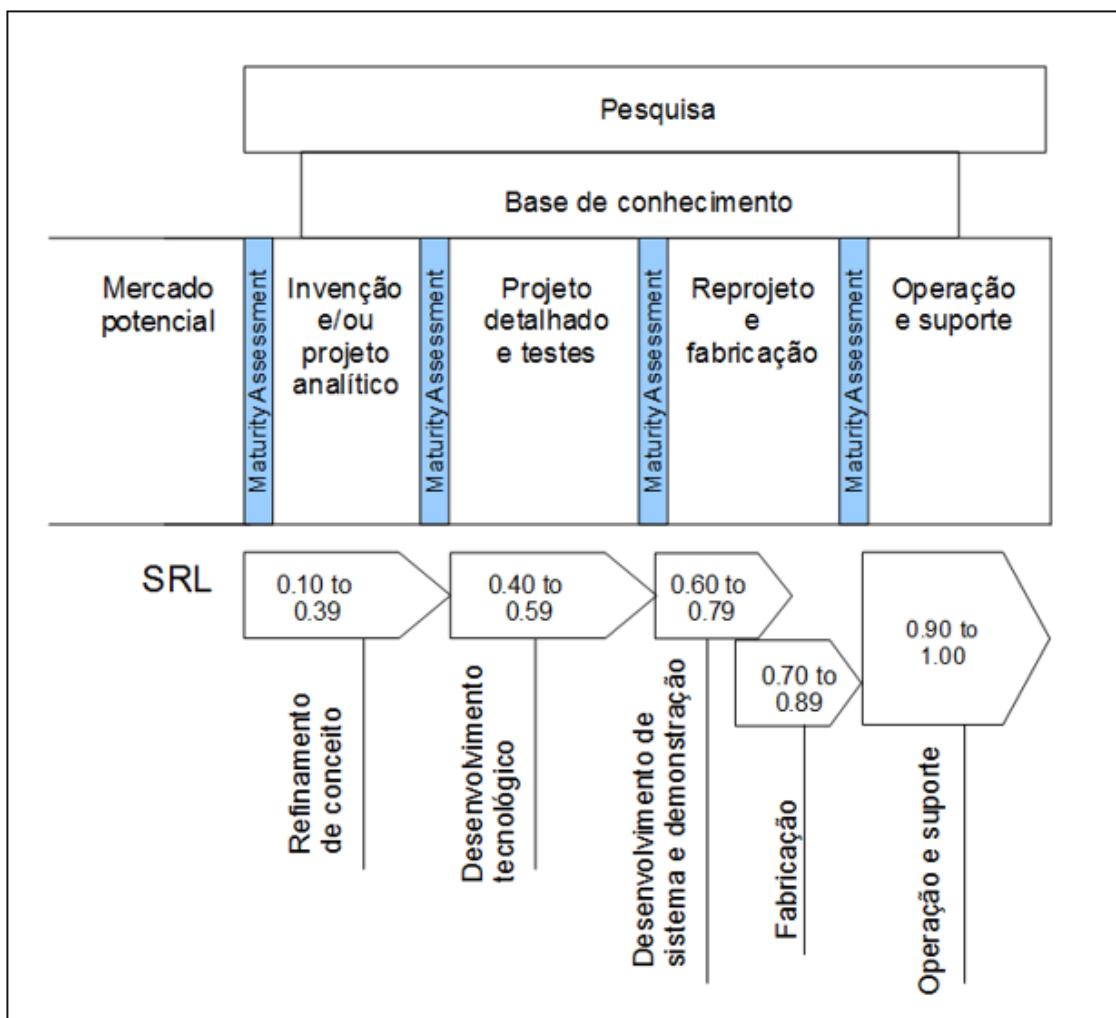 Pesquisa
Base de conhecimento
Mercado
potencial
Maturity Assessment
Invenção
e/ou
projeto
analítico
Maturity Assessment
Projeto
detalhado
e testes
Maturity Assessment
Reprojeto
e
fabricação
Maturity Assessment
Operação
e suporte
SRL
0.10 to
0.39
0.40 to
0.59
0.60 to
0.79
0.70 to
0.89
0.90 to
1.00
Refinamento
de conceito
Desenvolvimento
tecnológico
Desenvolvimento de
sistema e demonstração
Fabricação
Operação e suporte